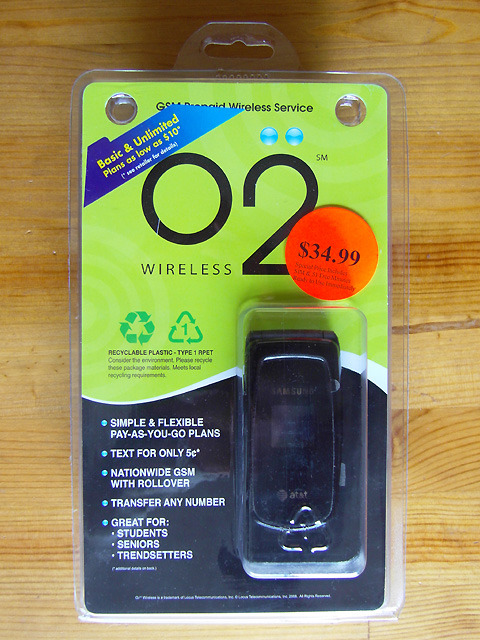 GSM Prepaid Wireless Service
Basic & Unlimited
Plans as low as $10*
(* see retailer for details)
O2 SM
WIRELESS
$34.99
1
RECYCLABLE PLASTIC - TYPE 1 RPET
Consider the environment. Please recycle
these package materials. Meets local
recycling requirements.
SAMSUNG
at&t
• SIMPLE & FLEXIBLE
PAY-AS-YOU-GO PLANS
• TEXT FOR ONLY 5¢*
• NATIONWIDE GSM
WITH ROLLOVER
• TRANSFER ANY NUMBER
• GREAT FOR:
• STUDENTS
• SENIORS
• TRENDSETTERS
(* additional details on back)
O2 Wireless is a trademark of Locus Telecommunications, Inc. © Locus Telecommunications, Inc. 2008. All Rights Reserved.